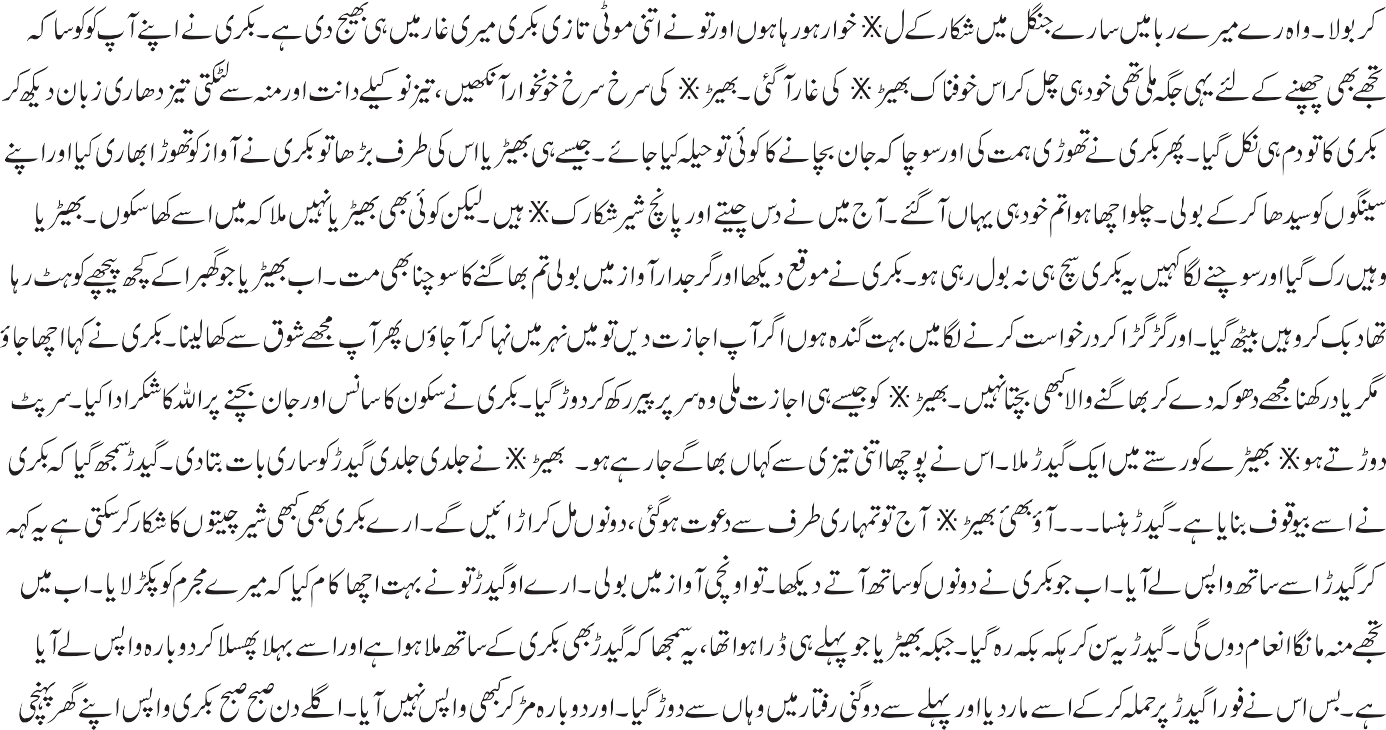 کر بولا۔ واہ رے میرے ربا میں سارے جنگل میں شکار کے ل خوار ہو رہا ہوں اور تو نے اتنی موٹی تازی بکری میری غار میں ہی بھیج دی ہے۔ بکری نے اپنے آپ کو کوسا کہ
تجھے بھی چھپنے کے لئے یہی جگہ ملی تھی خود ہی چل کر اس خوفناک بھیڑ کی غار آ گئی۔ بھیڑ کی سرخ سرخ خونخوار آنکھیں، تیز نوکیلے دانت اور منہ سے لٹکتی تیز دھاری زبان دیکھ کر
بکری کا تو دم ہی نکل گیا۔ پھر بکری نے تھوڑی ہمت کی اور سوچا کہ جان بچانے کا کوئی تو حیلہ کیا جائے۔ جیسے ہی بھیڑیا اس کی طرف بڑھا تو بکری نے آواز کو تھوڑا بھاری کیا اور اپنے
سینگوں کو سیدھا کر کے بولی۔ چلو اچھا ہوا تم خود ہی یہاں آ گئے۔ آج میں نے دس چیتے اور پانچ شیر شکار ک ہیں۔ لیکن کوئی بھی بھیڑیا نہیں ملا کہ میں اسے کھا سکوں۔ بھیڑیا
وہیں رک گیا اور سوچنے لگا کہیں یہ بکری سچ ہی نہ بول رہی ہو۔ بکری نے موقع دیکھا اور گرجدار آواز میں بولی تم بھاگنے کا سوچنا بھی مت۔ اب بھیڑیا جو گھبرا کے کچھ پیچھے کو ہٹ رہا
تھا دبک کر وہیں بیٹھ گیا۔ اور گڑگڑا کر درخواست کرنے لگا میں بہت گندہ ہوں اگر آپ اجازت دیں تو میں نہر میں نہا کر آ جاؤں پھر آپ مجھے شوق سے کھا لینا۔ بکری نے کہا اچھا جاؤ
مگر یاد رکھنا مجھے دھوکہ دے کر بھاگنے والا کبھی بچتا نہیں۔ بھیڑ کو جیسے ہی اجازت ملی وہ سر پر پیر رکھ کر دوڑ گیا۔ بکری نے سکون کا سانس اور جان بچنے پر اللہ کا شکر ادا کیا۔ سرپٹ
دوڑتے ہو بھیڑے کو رستے میں ایک گیدڑ ملا۔ اس نے پوچھا اتنی تیزی سے کہاں بھاگے جا رہے ہو۔ بھیڑ نے جلدی جلدی گیدڑ کو ساری بات بتا دی۔ گیدڑ سمجھ گیا کہ بکری
نے اسے بیوقوف بنایا ہے۔ گیدڑ ہنسا۔۔۔ آؤ بھئ بھیڑ آج تو تمہاری طرف سے دعوت ہو گئی، دونوں مل کر اڑائیں گے۔ ارے بکری بھی کبھی شیر چیتوں کا شکار کر سکتی ہے یہ کہہ
کر گیدڑ اسے ساتھ واپس لے آیا۔ اب جو بکری نے دونوں کو ساتھ آتے دیکھا۔ تو اونچی آواز میں بولی۔ ارے او گیدڑ تو نے بہت اچھا کام کیا کہ میرے مجرم کو پکڑ لایا۔ اب میں
تجھے منہ مانگا انعام دوں گی۔ گیدڑ یہ سن کر ہکہ بکہ رہ گیا۔ جبکہ بھیڑیا جو پہلے ہی ڈرا ہوا تھا، یہ سمجھا کہ گیدڑ بھی بکری کے ساتھ ملا ہوا ہے اور اسے بہلا پھسلا کر دوبارہ واپس لے آیا
ہے۔ بس اس نے فورا گیدڑ پر حملہ کر کے اسے مار دیا اور پہلے سے دوگنی رفتار میں وہاں سے دوڑ گیا۔ اور دوبارہ مڑ کر کبھی واپس نہیں آیا۔ اگلے دن صبح صبح بکری واپس اپنے گھر پہنچی